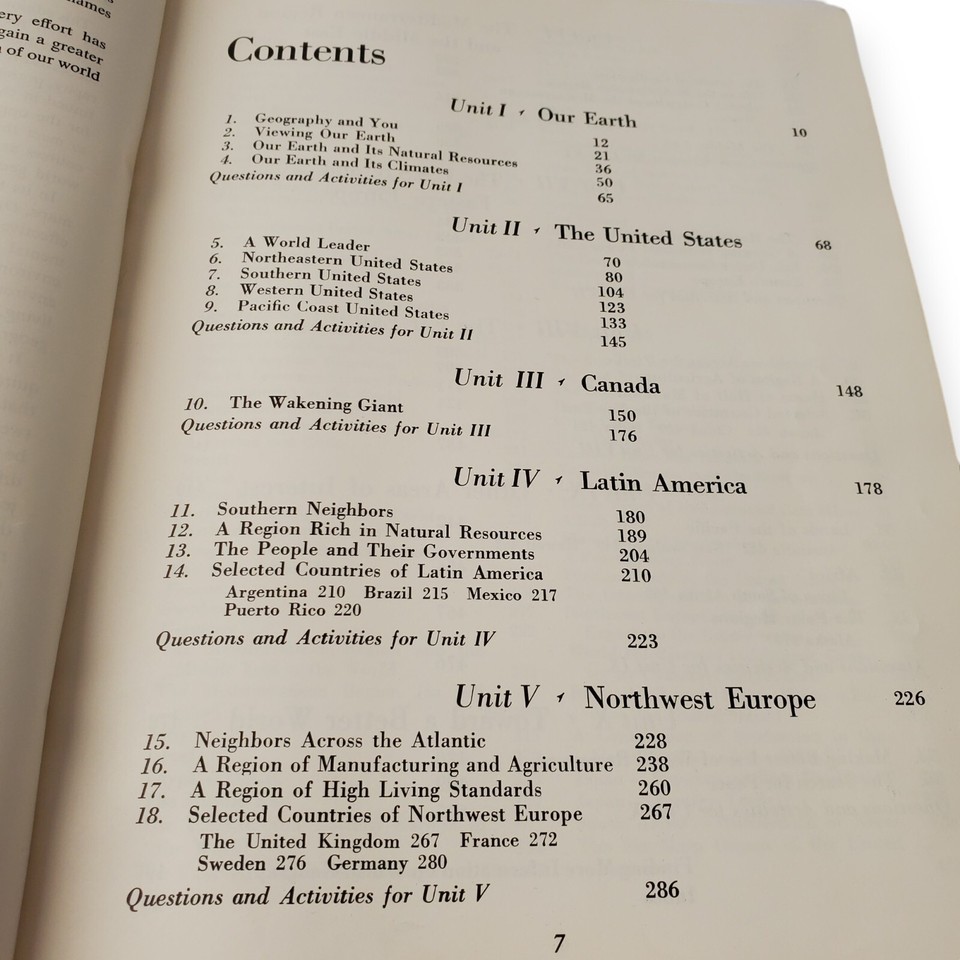 ames
ery effort has
gain a greater
of our world
Contents
Unit I Our Earth 10
1. Geography and You 12
2. Viewing Our Earth 21
3. Our Earth and Its Natural Resources 36
4. Our Earth and Its Climates 50
Questions and Activities for Unit I 65
Unit II The United States 68
5. A World Leader 70
6. Northeastern United States 80
7. Southern United States 104
8. Western United States 123
9. Pacific Coast United States 133
Questions and Activities for Unit II 145
Unit III Canada 148
10. The Wakening Giant 150
Questions and Activities for Unit III 176
Unit IV Latin America 178
11. Southern Neighbors 180
12. A Region Rich in Natural Resources 189
13. The People and Their Governments 204
14. Selected Countries of Latin America 210
Argentina 210 Brazil 215 Mexico 217
Puerto Rico 220
Questions and Activities for Unit IV 223
Unit V Northwest Europe 226
15. Neighbors Across the Atlantic 228
16. A Region of Manufacturing and Agriculture 238
17. A Region of High Living Standards 260
18. Selected Countries of Northwest Europe 267
The United Kingdom 267 France 272
Sweden 276 Germany 280
Questions and Activities for Unit V 286
7